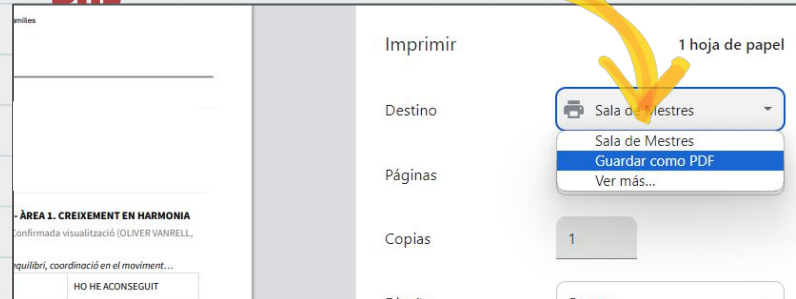 amílies
- ÀREA 1. CREIXEMENT EN HARMONIA
Confirmada visualització (OLIVER VANRELL,
equilibri, coordinació en el moviment…
HO HE ACONSEGUIT
Imprimir
1 hoja de papel
Destino
Sala de Mestres
Sala de Mestres
Guardar como PDF
Ver más...
Páginas
Copias
1